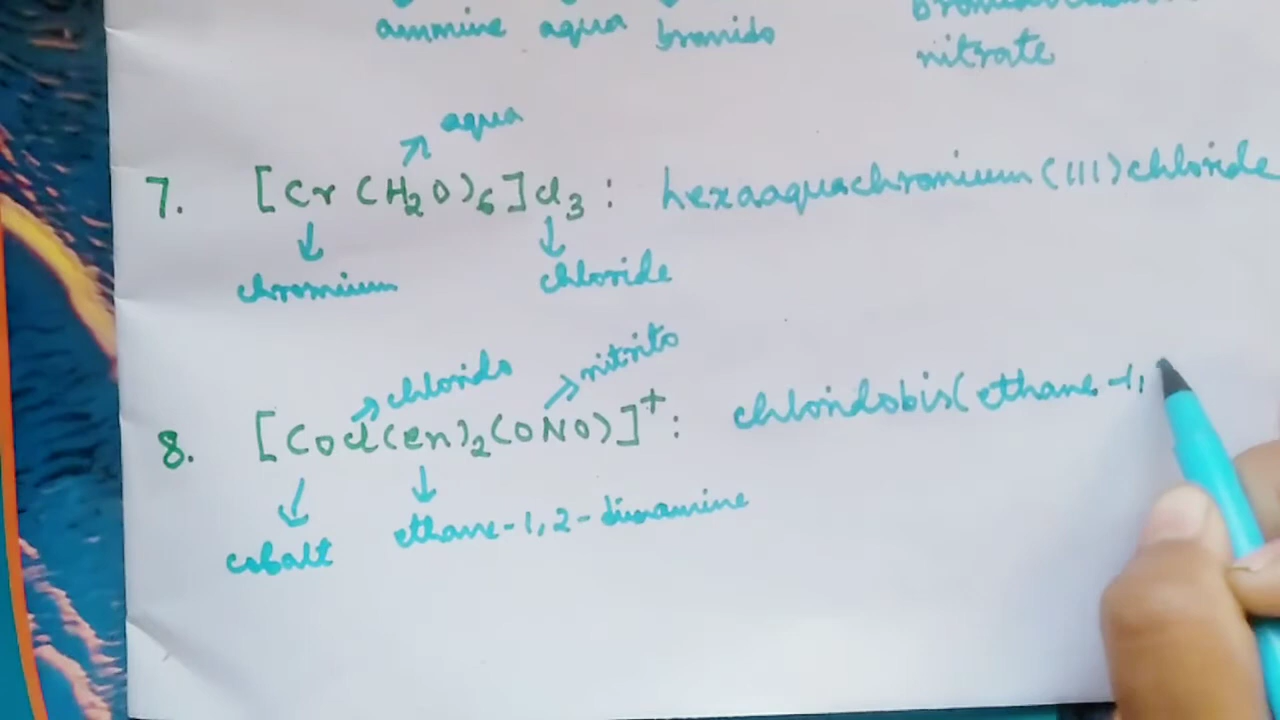 ammine aqua bromido
nitrate
aqua
7. [Cr(H₂O)₆]Cl₃ : hexaaquachromium(III)chloride
chromium chloride
chlorido nitrito
8. [CoCl(en)₂(ONO)]⁺ : chloridobis(ethane-1,
cobalt ethane-1,2-dimamine